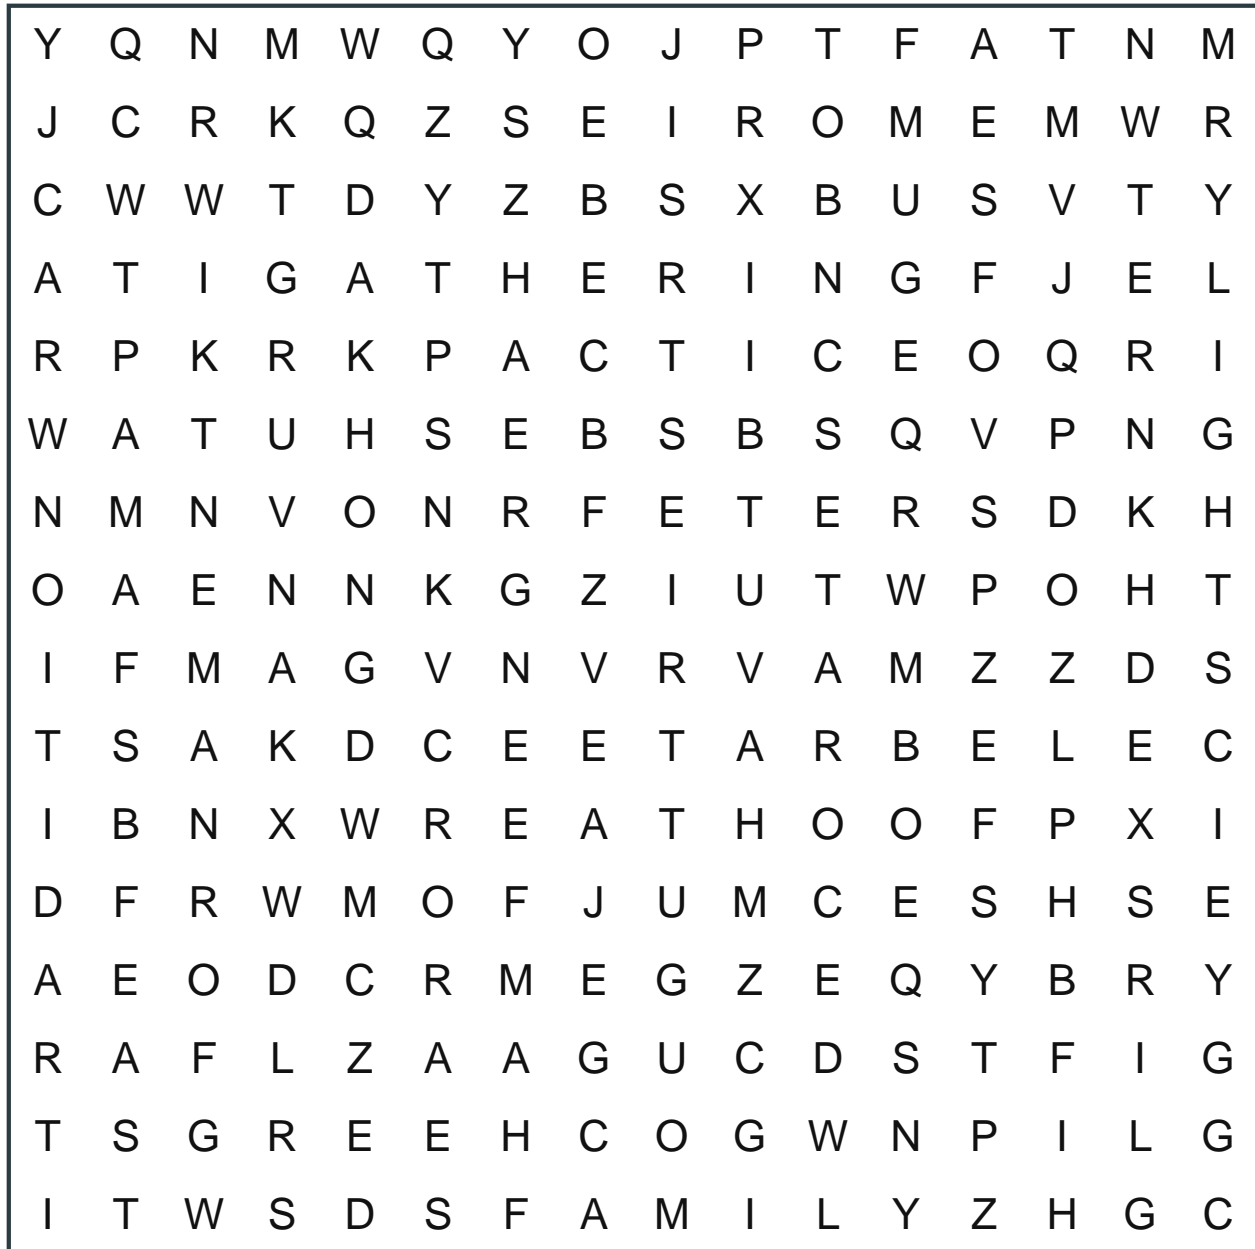 Y Q N M W Q Y O J P T F A T N M
J C R K Q Z S E I R O M E M W R
C W W T D Y Z B S X B U S V T Y
A T I G A T H E R I N G F J E L
R P K R K P A C T I C E O Q R I
W A T U H S E B S B S Q V P N G
N M N V O N R F E T E R S D K H
O A E N N K G Z I U T W P O H T
I F M A G V N V R V A M Z Z D S
T S A K D C E E T A R B E L E C
I B N X W R E A T H O O F P X I
D F R W M O F J U M C E S H S E
A E O D C R M E G Z E Q Y B R Y
R A F L Z A A G U C D S T F I G
T S G R E E H C O G W N P I L G
I T W S D S F A M I L Y Z H G C